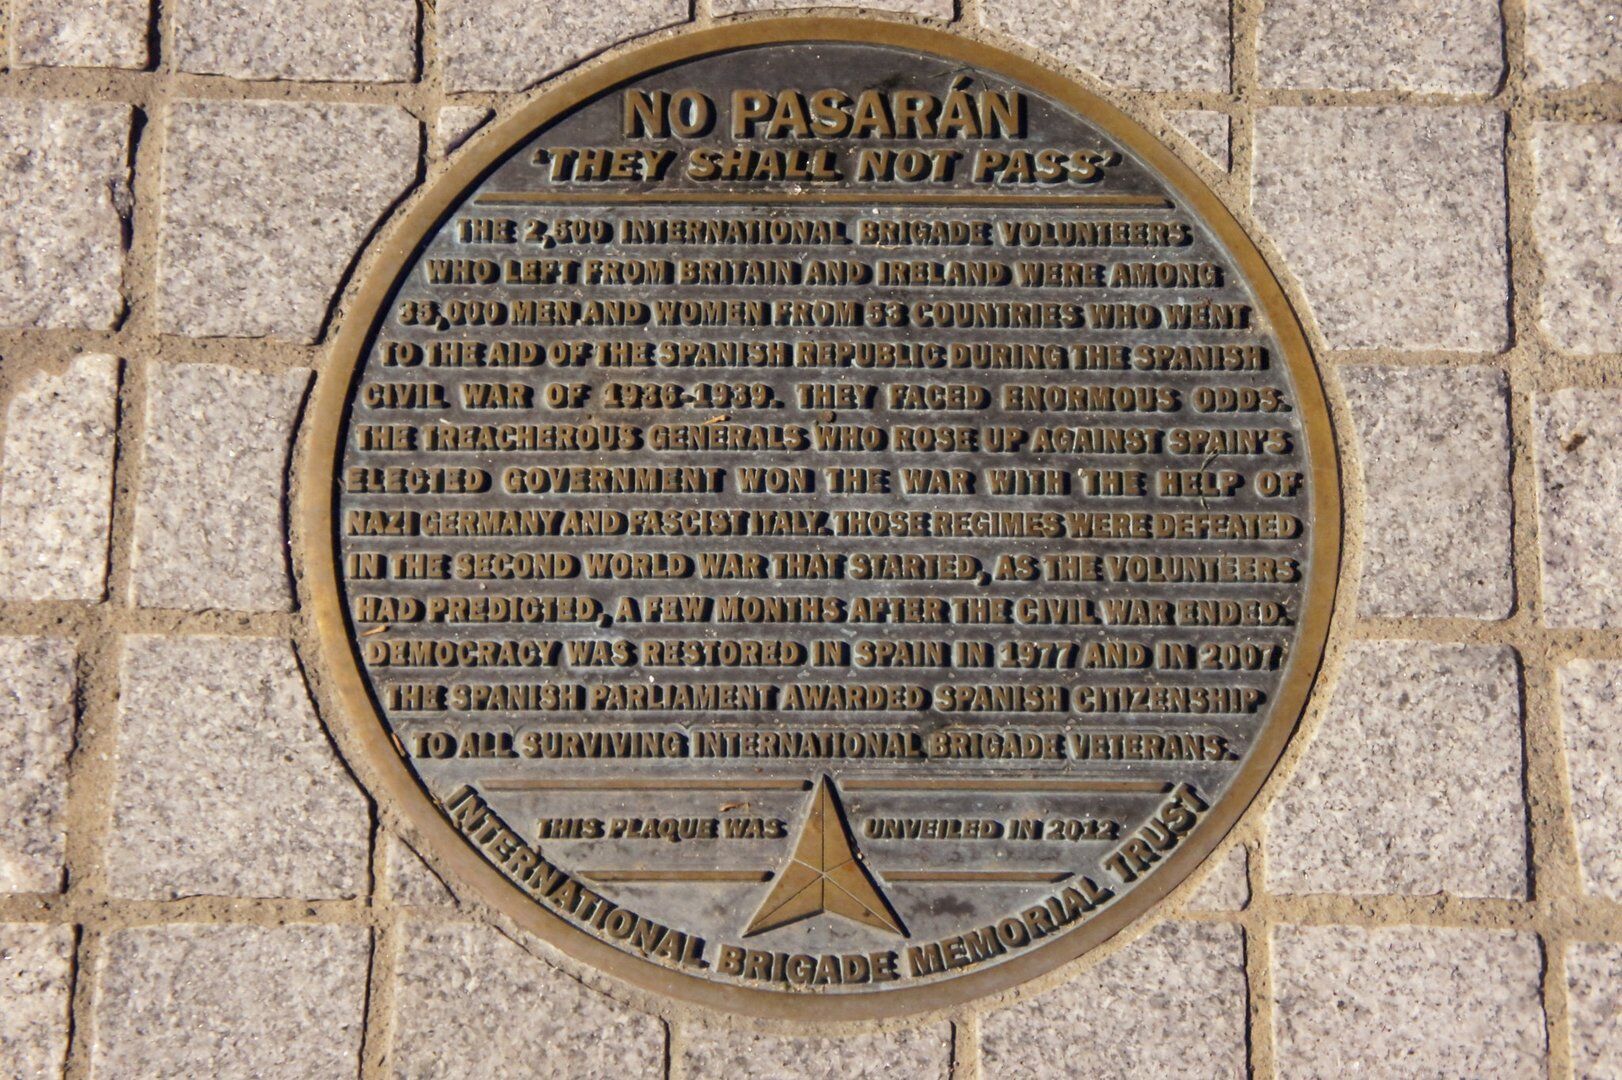 NO PASARÁN
'THEY SHALL NOT PASS'
THE 2,500 INTERNATIONAL BRIGADE VOLUNTEERS
WHO LEFT FROM BRITAIN AND IRELAND WERE AMONG
35,000 MEN AND WOMEN FROM 53 COUNTRIES WHO WENT
TO THE AID OF THE SPANISH REPUBLIC DURING THE SPANISH
CIVIL WAR OF 1936-1939. THEY FACED ENORMOUS ODDS.
THE TREACHEROUS GENERALS WHO ROSE UP AGAINST SPAIN'S
ELECTED GOVERNMENT WON THE WAR WITH THE HELP OF
NAZI GERMANY AND FASCIST ITALY. THOSE REGIMES WERE DEFEATED
IN THE SECOND WORLD WAR THAT STARTED, AS THE VOLUNTEERS
HAD PREDICTED, A FEW MONTHS AFTER THE CIVIL WAR ENDED.
DEMOCRACY WAS RESTORED IN SPAIN IN 1977 AND IN 2007
THE SPANISH PARLIAMENT AWARDED SPANISH CITIZENSHIP
TO ALL SURVIVING INTERNATIONAL BRIGADE VETERANS.
THIS PLAQUE WAS UNVEILED IN 2012
INTERNATIONAL BRIGADE MEMORIAL TRUST